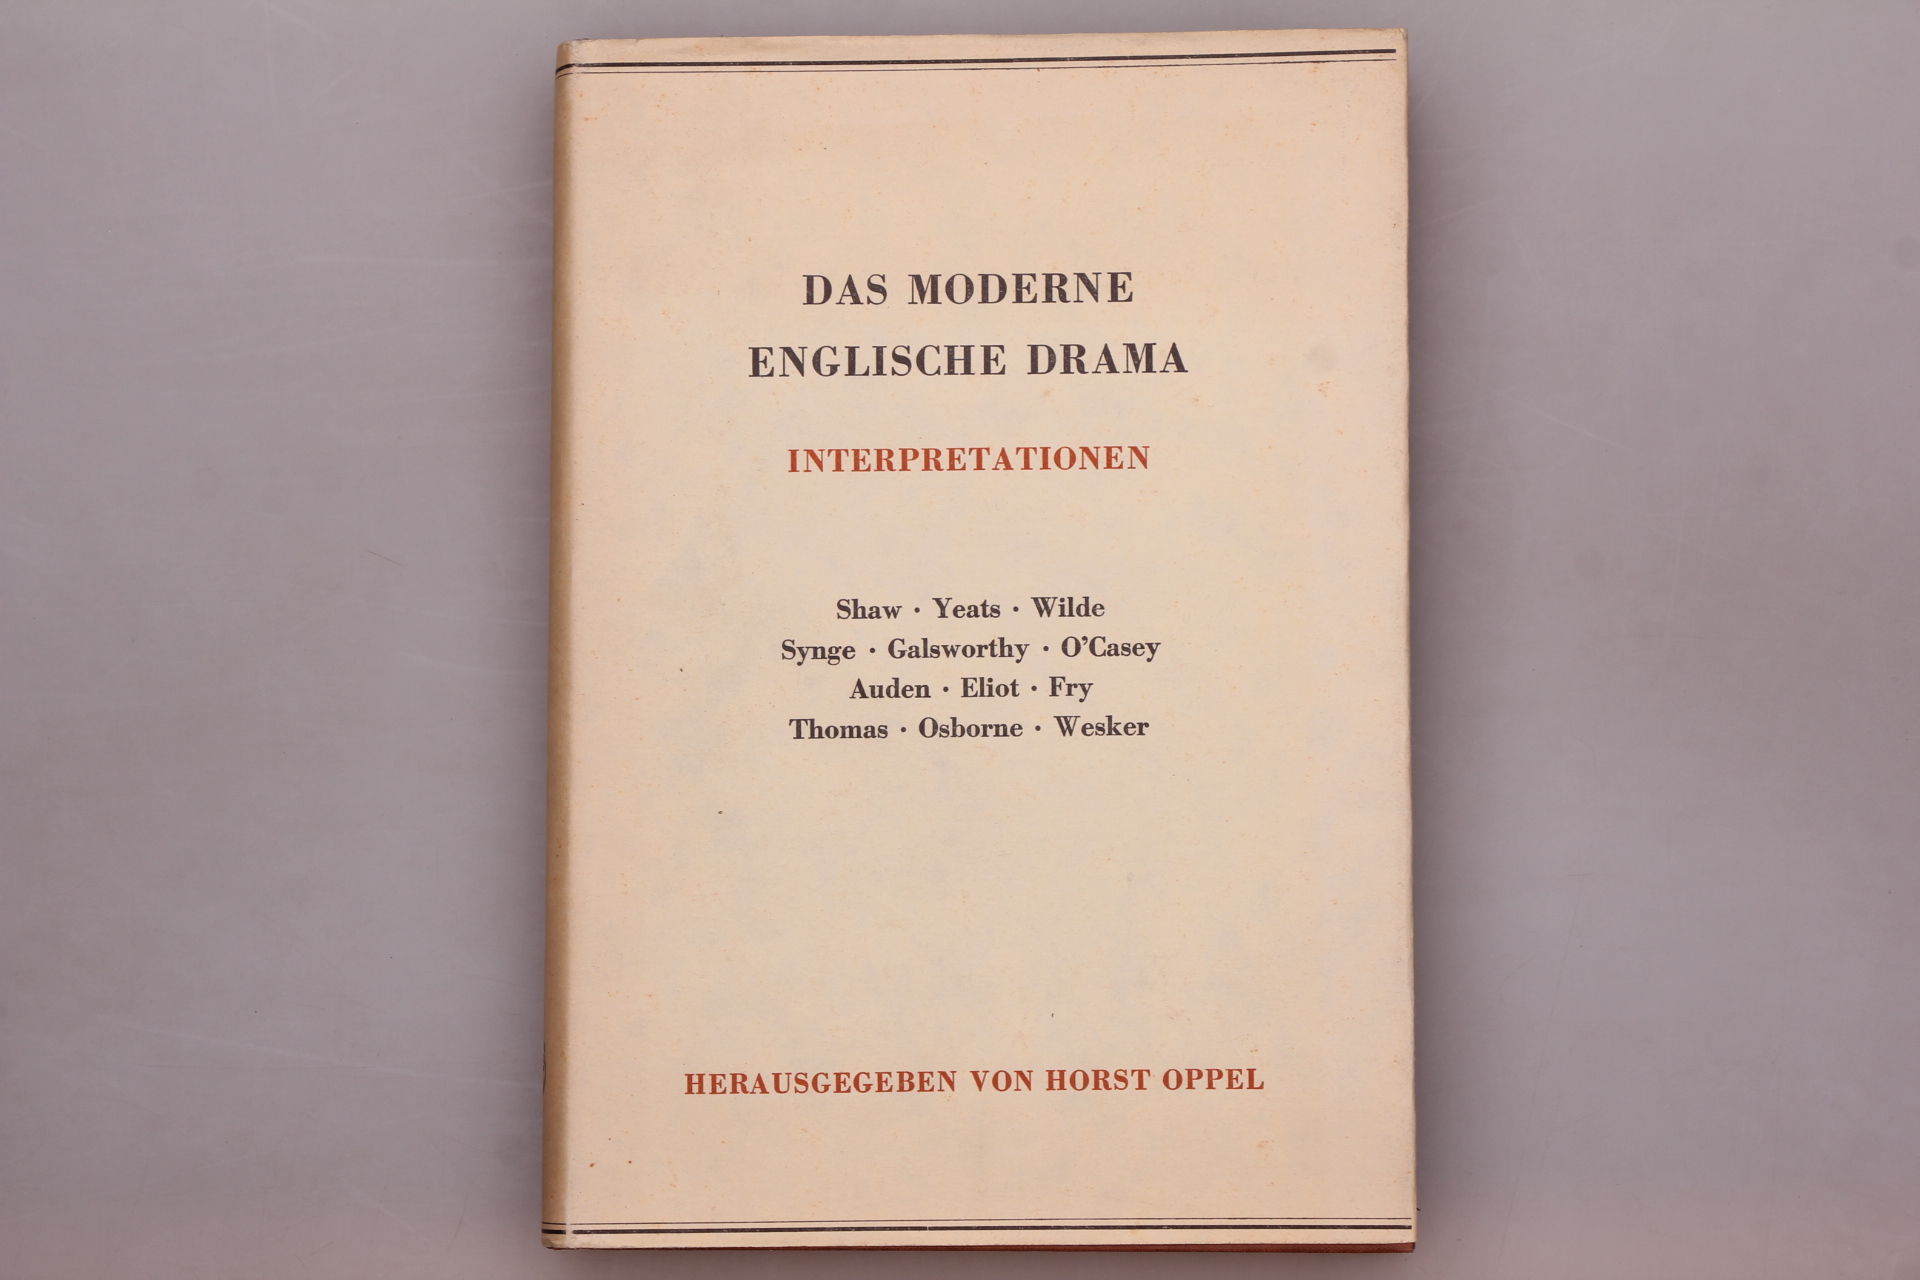 DAS MODERNE
ENGLISCHE DRAMA
INTERPRETATIONEN
Shaw · Yeats · Wilde
Synge · Galsworthy · O'Casey
Auden · Eliot · Fry
Thomas · Osborne · Wesker
HERAUSGEGEBEN VON HORST OPPEL